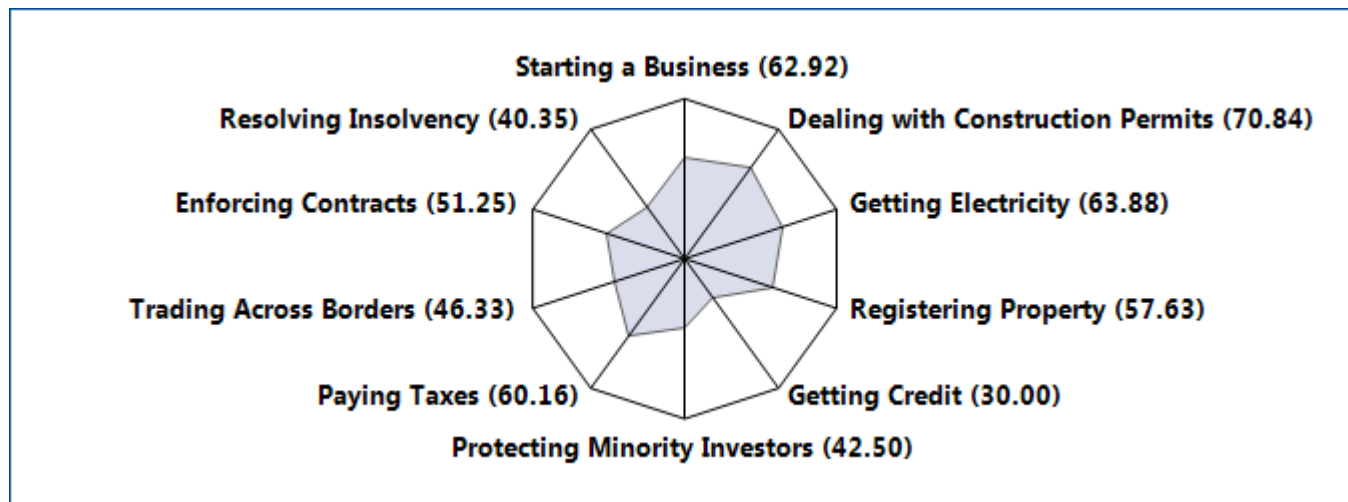 Starting a Business (62.92)
Resolving Insolvency (40.35)
Dealing with Construction Permits (70.84)
Enforcing Contracts (51.25)
Getting Electricity (63.88)
Trading Across Borders (46.33)
Registering Property (57.63)
Paying Taxes (60.16)
Getting Credit (30.00)
Protecting Minority Investors (42.50)